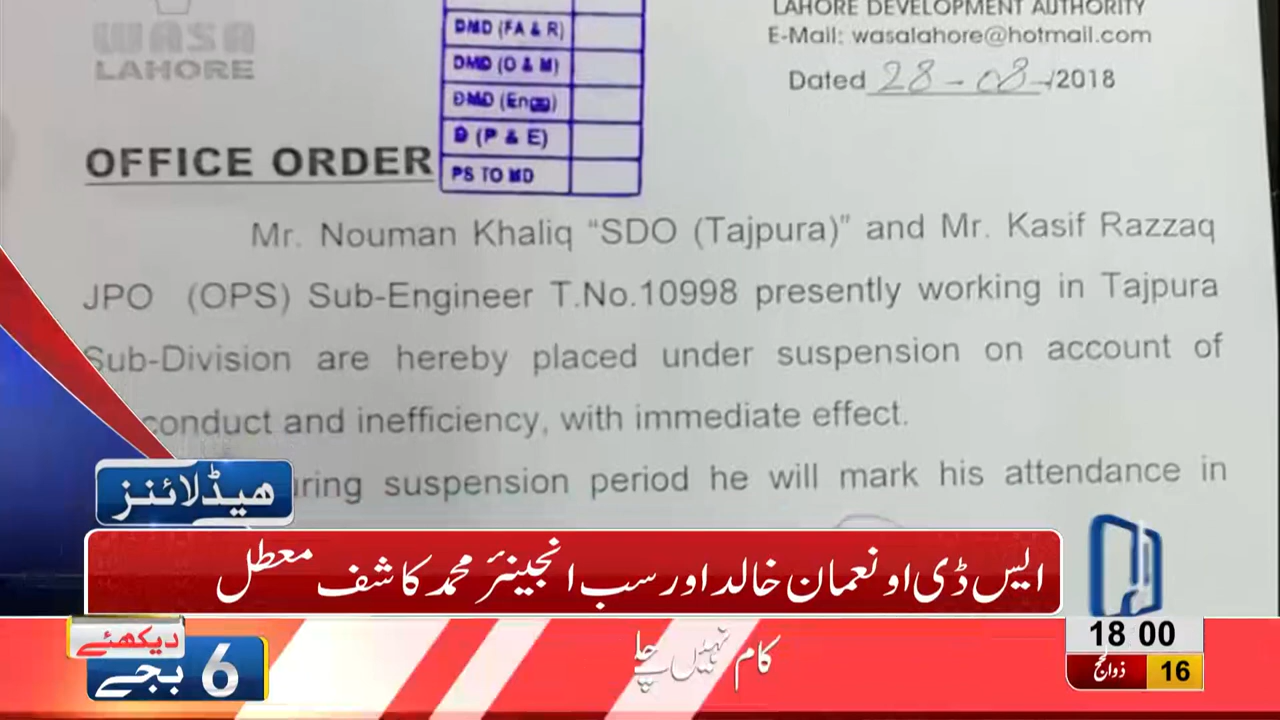 WASA
LAHORE
DMD (FA & R)
DMD (O & M)
DMD (Engg)
D (P & E)
PS TO MD
LAHORE DEVELOPMENT AUTHORITY
E-Mail: wasalahore@hotmail.com
Dated 28-08-/2018
OFFICE ORDER
Mr. Nouman Khaliq “SDO (Tajpura)” and Mr. Kasif Razzaq
JPO (OPS) Sub-Engineer T.No.10998 presently working in Tajpura
Sub-Division are hereby placed under suspension on account of
conduct and inefficiency, with immediate effect.
uring suspension period he will mark his attendance in
ھیڈلائنز
ایس ڈی او نعمان خالد اور سب انجینئر محمد کاشف معطل
کام نہیں چلا
دیکھئے
6 بجے
18 00
16 ذوالحج